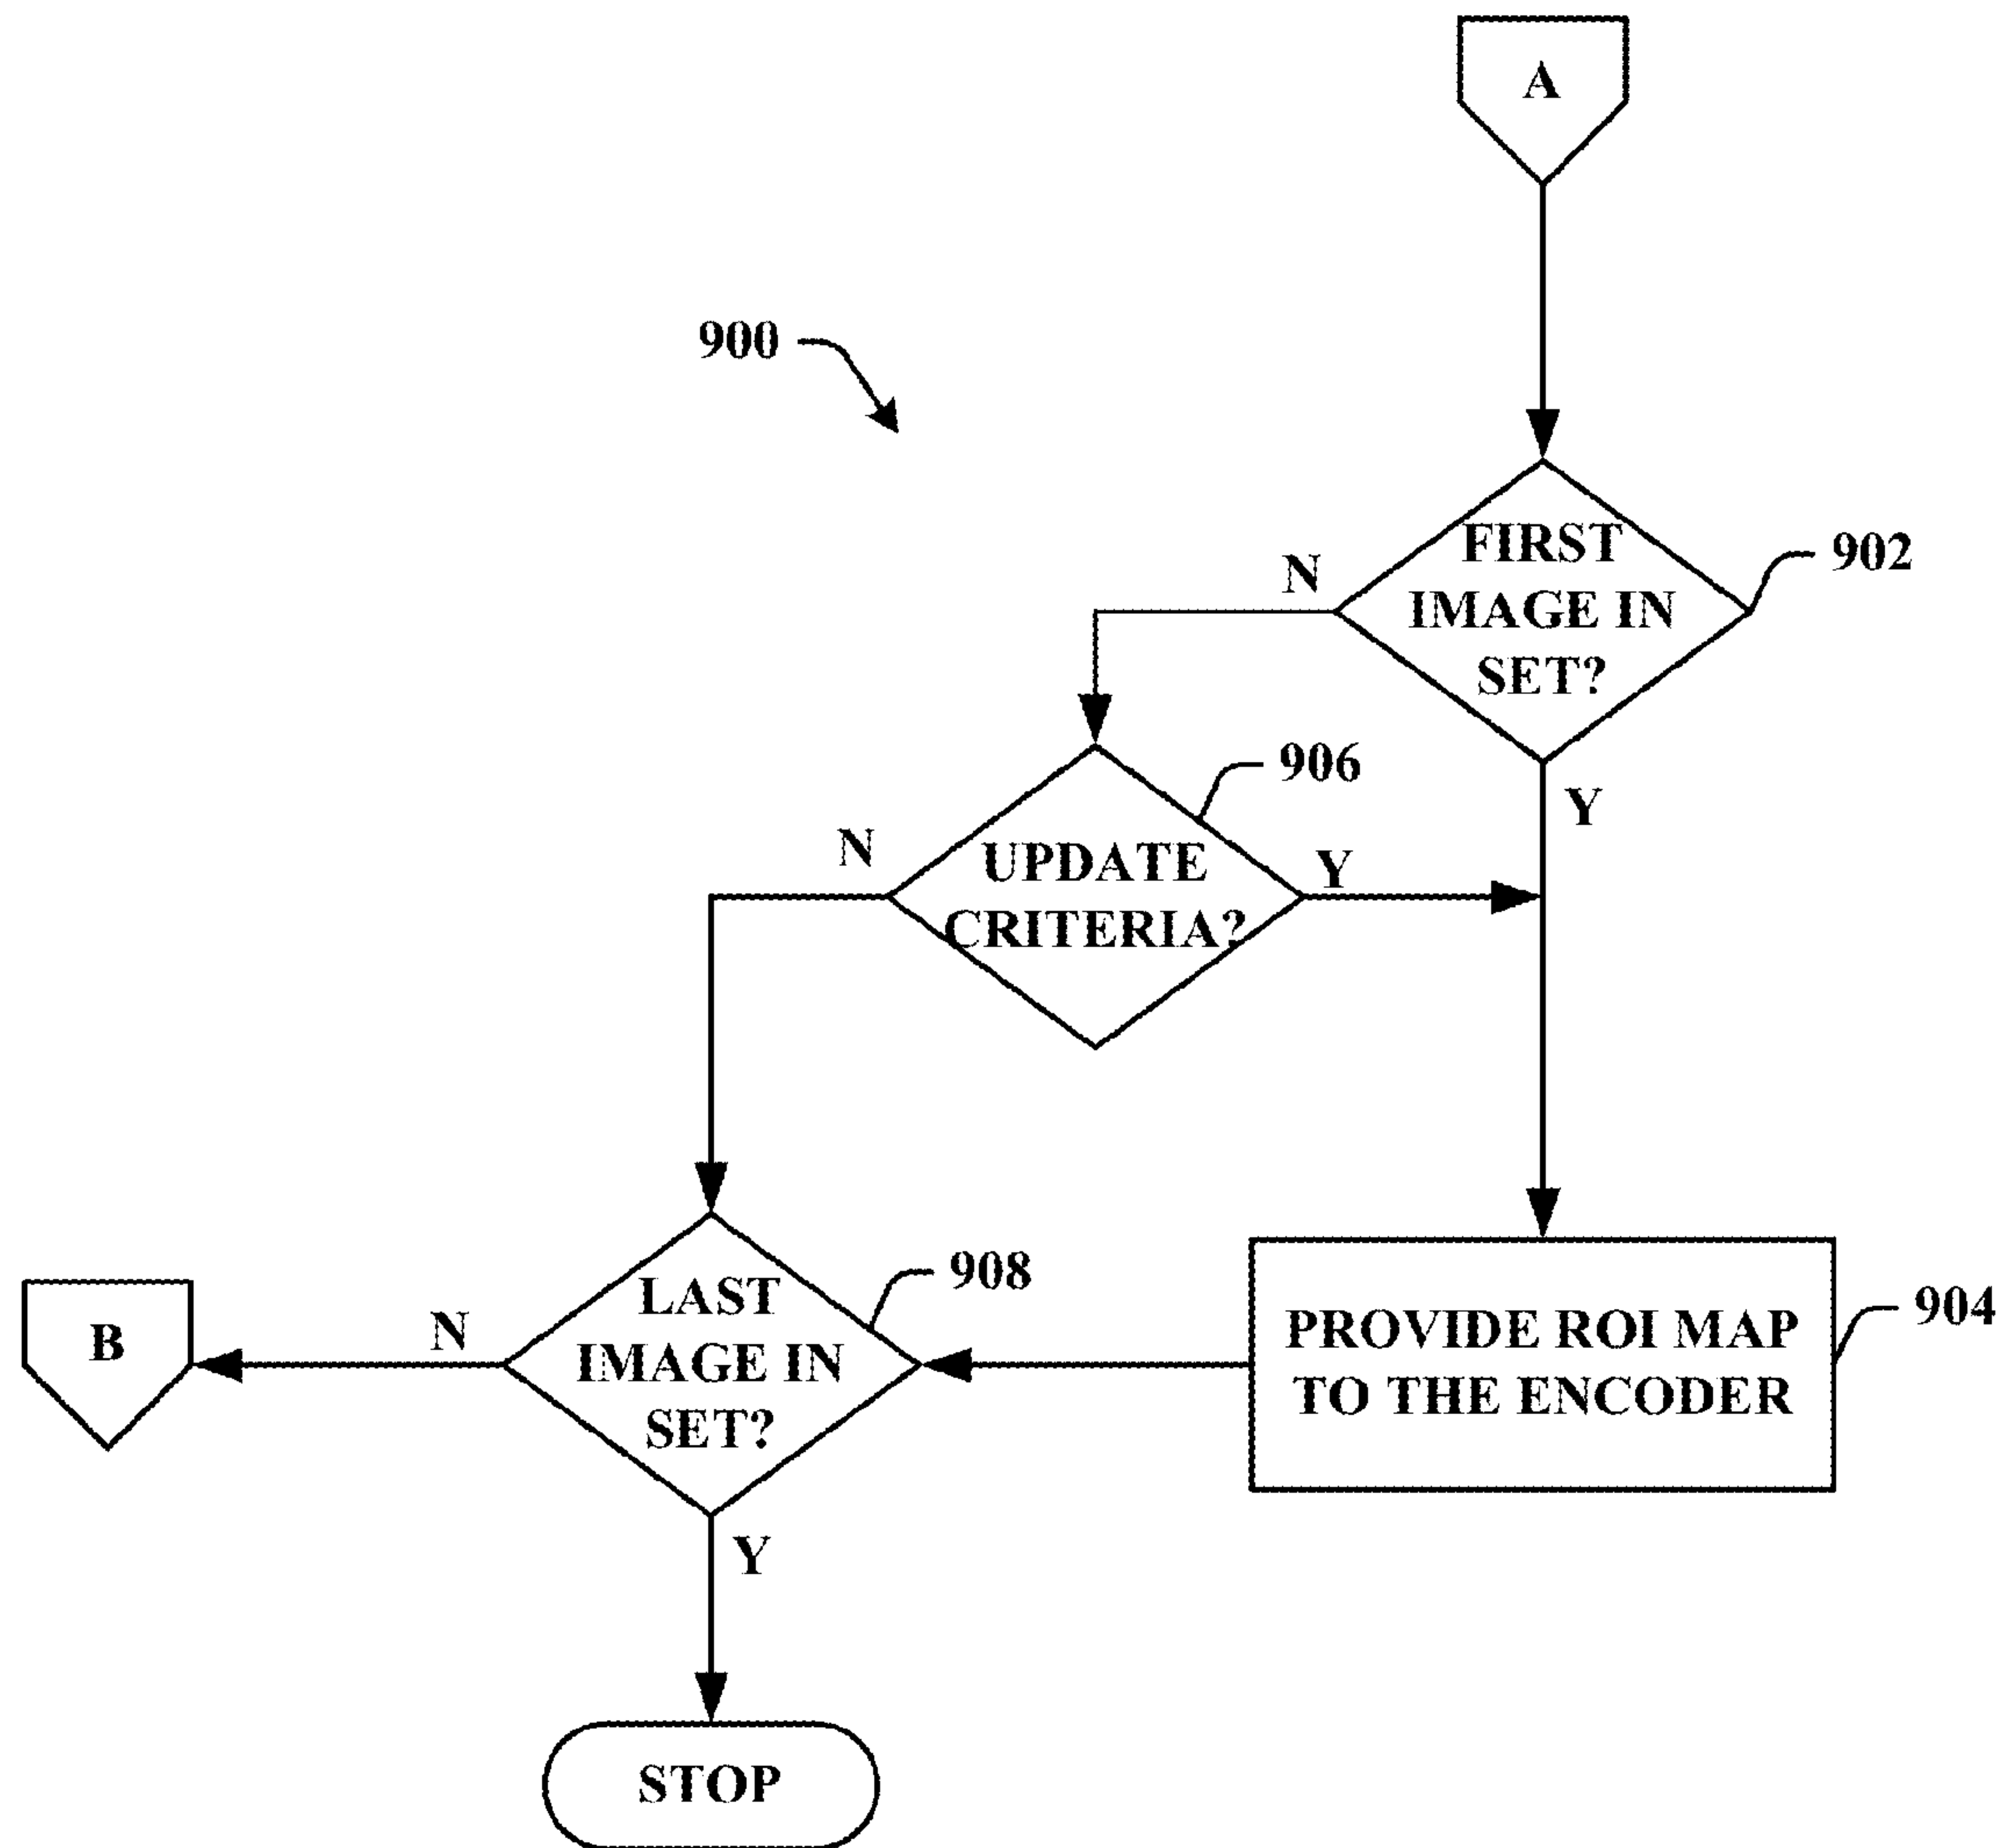 A
900
FIRST
IMAGE IN
SET?
902
N
Y
906
UPDATE
CRITERIA?
N
Y
LAST
IMAGE IN
SET?
908
N
Y
B
PROVIDE ROI MAP
TO THE ENCODER
904
STOP